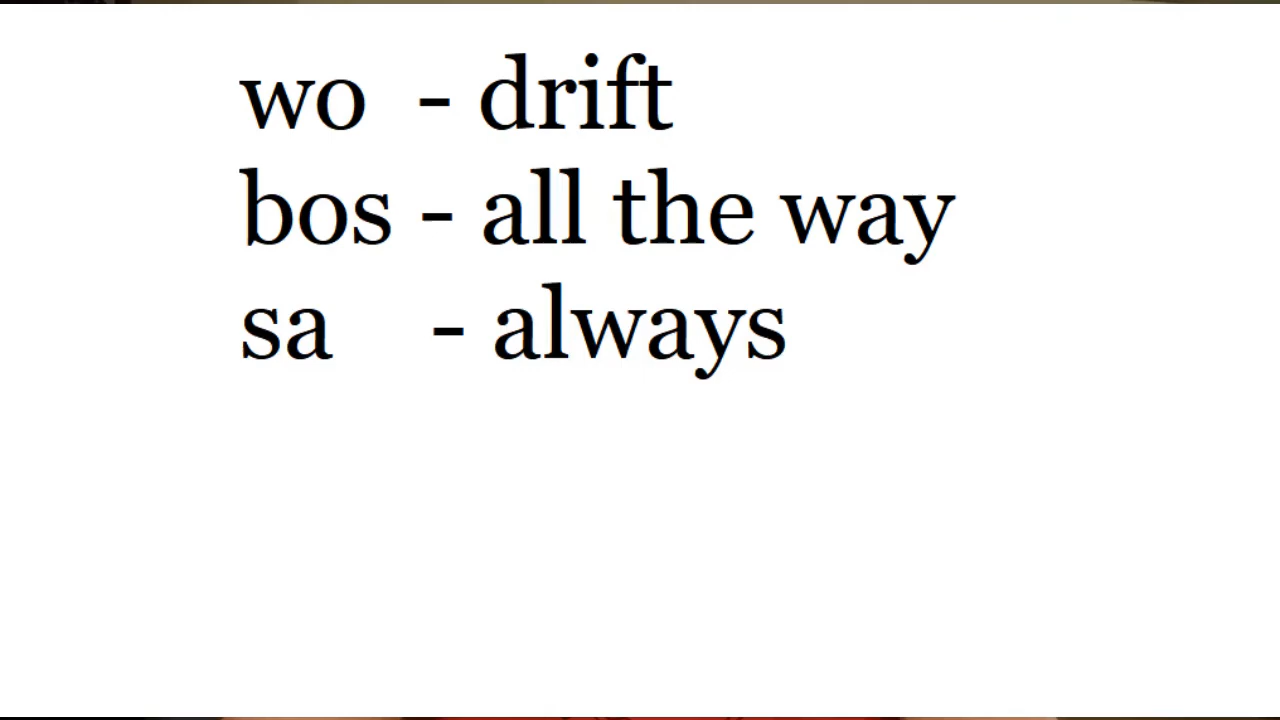 wo - drift
bos - all the way
sa - always